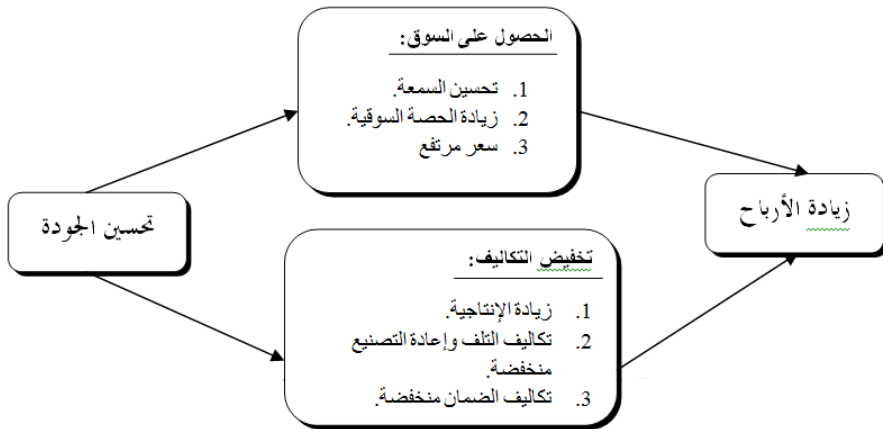 الحصول على السوق:
1. تحسين السمعة.
2. زيادة الحصة السوقية.
3. سعر مرتفع
تحسين الجودة
زيادة الأرباح
تخفيض التكاليف:
1. زيادة الإنتاجية.
2. تكاليف التلف وإعادة التصنيع
منخفضة.
3. تكاليف الضمان منخفضة.